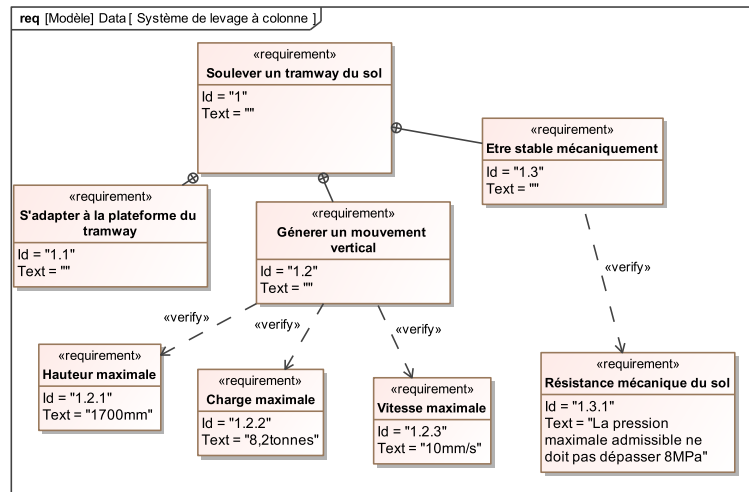 req [Modèle] Data [ Système de levage à colonne ]
«requirement»
Soulever un tramway du sol
Id = "1"
Text = ""
«requirement»
Etre stable mécaniquement
Id = "1.3"
Text = ""
«requirement»
S'adapter à la plateforme du
tramway
Id = "1.1"
Text = ""
«requirement»
Génerer un mouvement
vertical
Id = "1.2"
Text = ""
«verify»
«verify»
«verify»
«verify»
«requirement»
Hauteur maximale
Id = "1.2.1"
Text = "1700mm"
«requirement»
Charge maximale
Id = "1.2.2"
Text = "8,2tonnes"
«requirement»
Vitesse maximale
Id = "1.2.3"
Text = "10mm/s"
«requirement»
Résistance mécanique du sol
Id = "1.3.1"
Text = "La pression
maximale admissible ne
doit pas dépasser 8MPa"